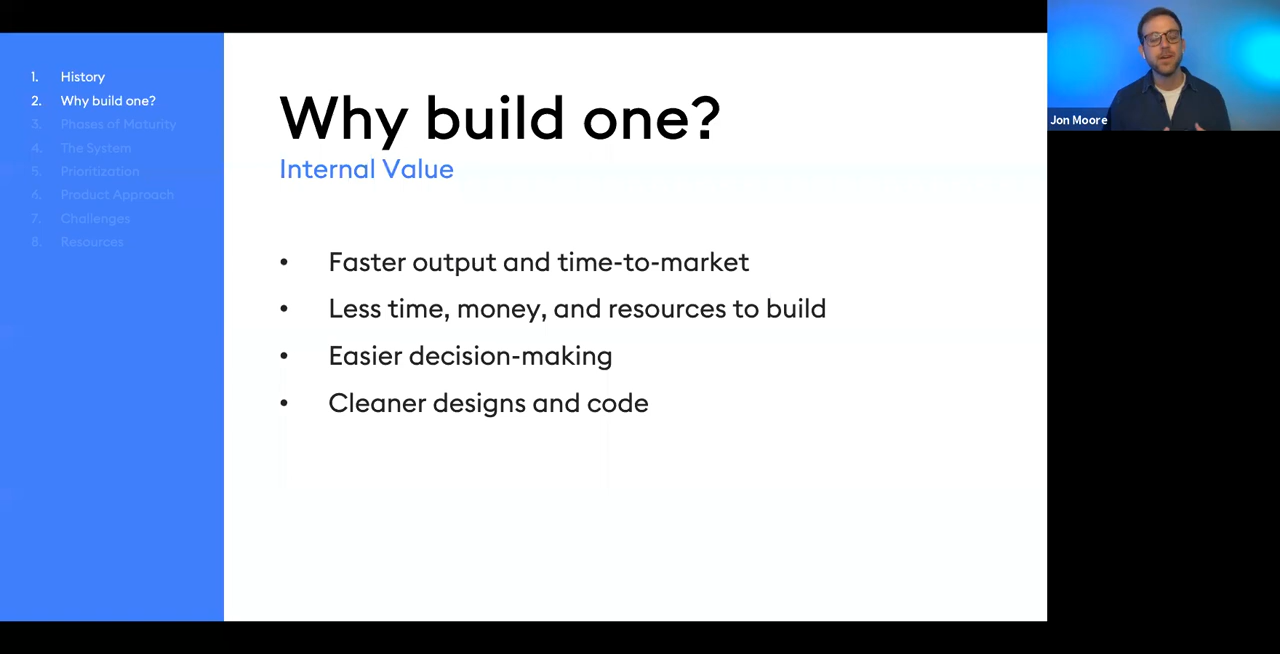 1. History
2. Why build one?
3. Phases of Maturity
4. The System
5. Prioritization
6. Product Approach
7. Challenges
8. Resources
Why build one?
Internal Value
• Faster output and time-to-market
• Less time, money, and resources to build
• Easier decision-making
• Cleaner designs and code
Jon Moore